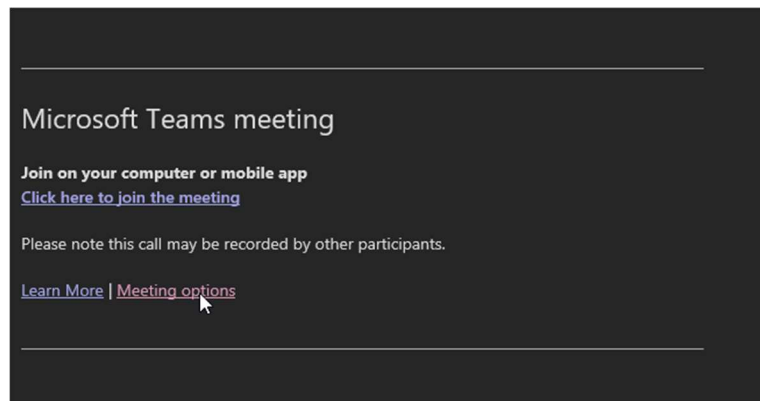 Microsoft Teams meeting
Join on your computer or mobile app
Click here to join the meeting
Please note this call may be recorded by other participants.
Learn More | Meeting options